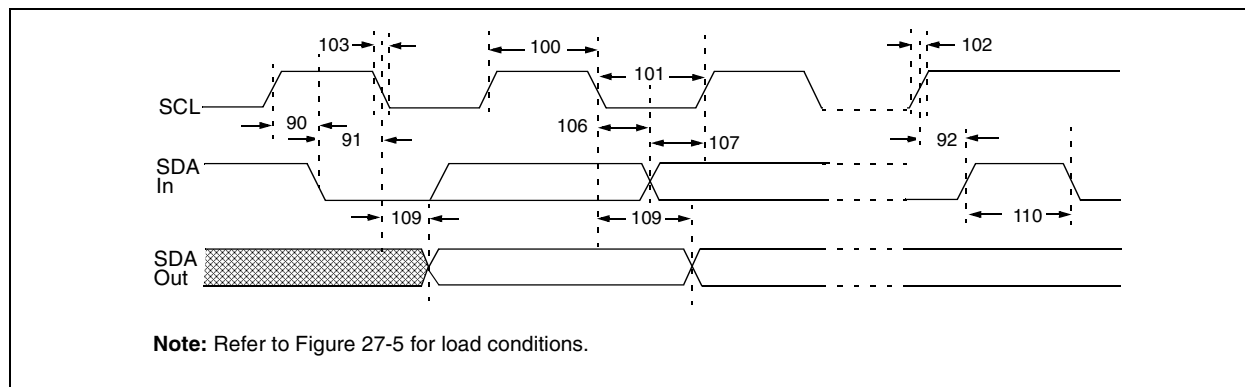 103
100
101
102
SCL
90
91
106
107
92
SDA
In
109
109
110
SDA
Out
Note: Refer to Figure 27-5 for load conditions.